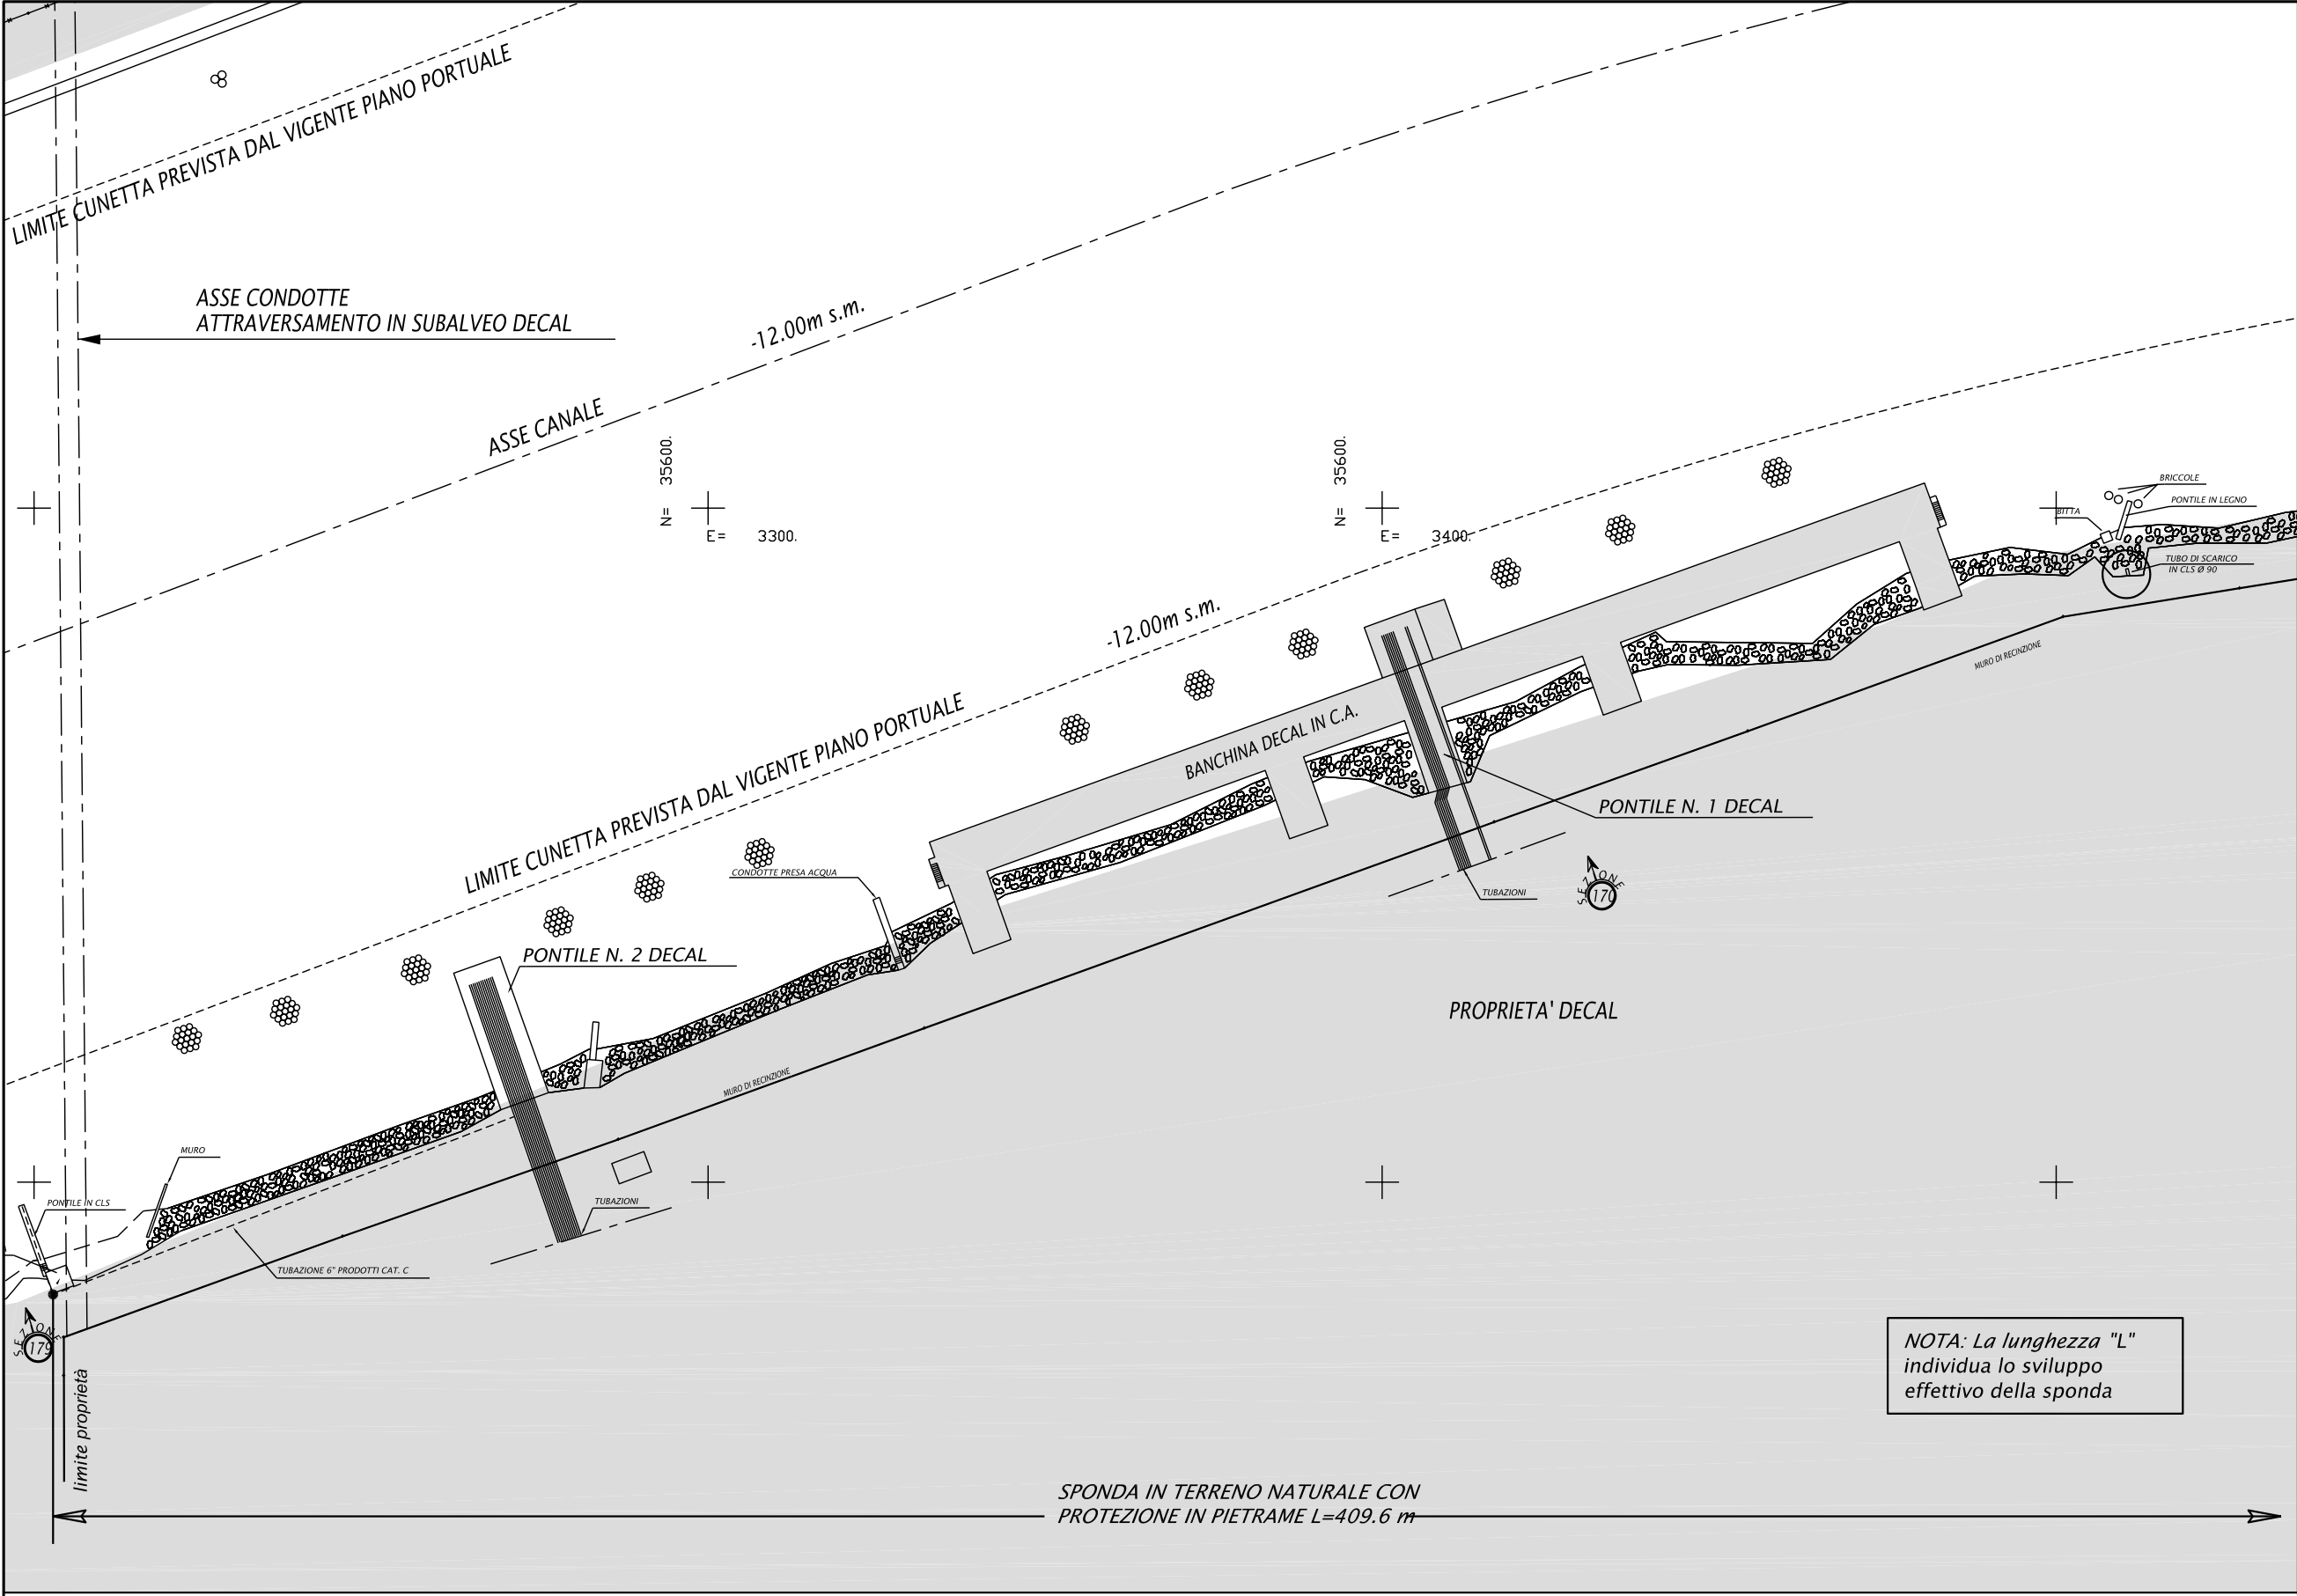 LIMITE CUNETTA PREVISTA DAL VIGENTE PIANO PORTUALE
ASSE CONDOTTE
ATTRAVERSAMENTO IN SUBALVEO DECAL
-12.00m s.m.
ASSE CANALE
N= 35600.
E= 3300.
N= 35600.
E= 3400.
BRICCOLE
PONTILE IN LEGNO
BITTA
TUBO DI SCARICO
IN CLS Ø 90
-12.00m s.m.
MURO DI RECINZIONE
LIMITE CUNETTA PREVISTA DAL VIGENTE PIANO PORTUALE
BANCHINA DECAL IN C.A.
PONTILE N. 1 DECAL
CONDOTTE PRESA ACQUA
TUBAZIONI
SEZIONE
170
PONTILE N. 2 DECAL
PROPRIETA' DECAL
MURO DI RECINZIONE
MURO
PONTILE IN CLS
TUBAZIONI
TUBAZIONE 6" PRODOTTI CAT. C
SEZIONE
179
limite proprietà
NOTA: La lunghezza "L"
individua lo sviluppo
effettivo della sponda
SPONDA IN TERRENO NATURALE CON
PROTEZIONE IN PIETRAME L=409.6 m